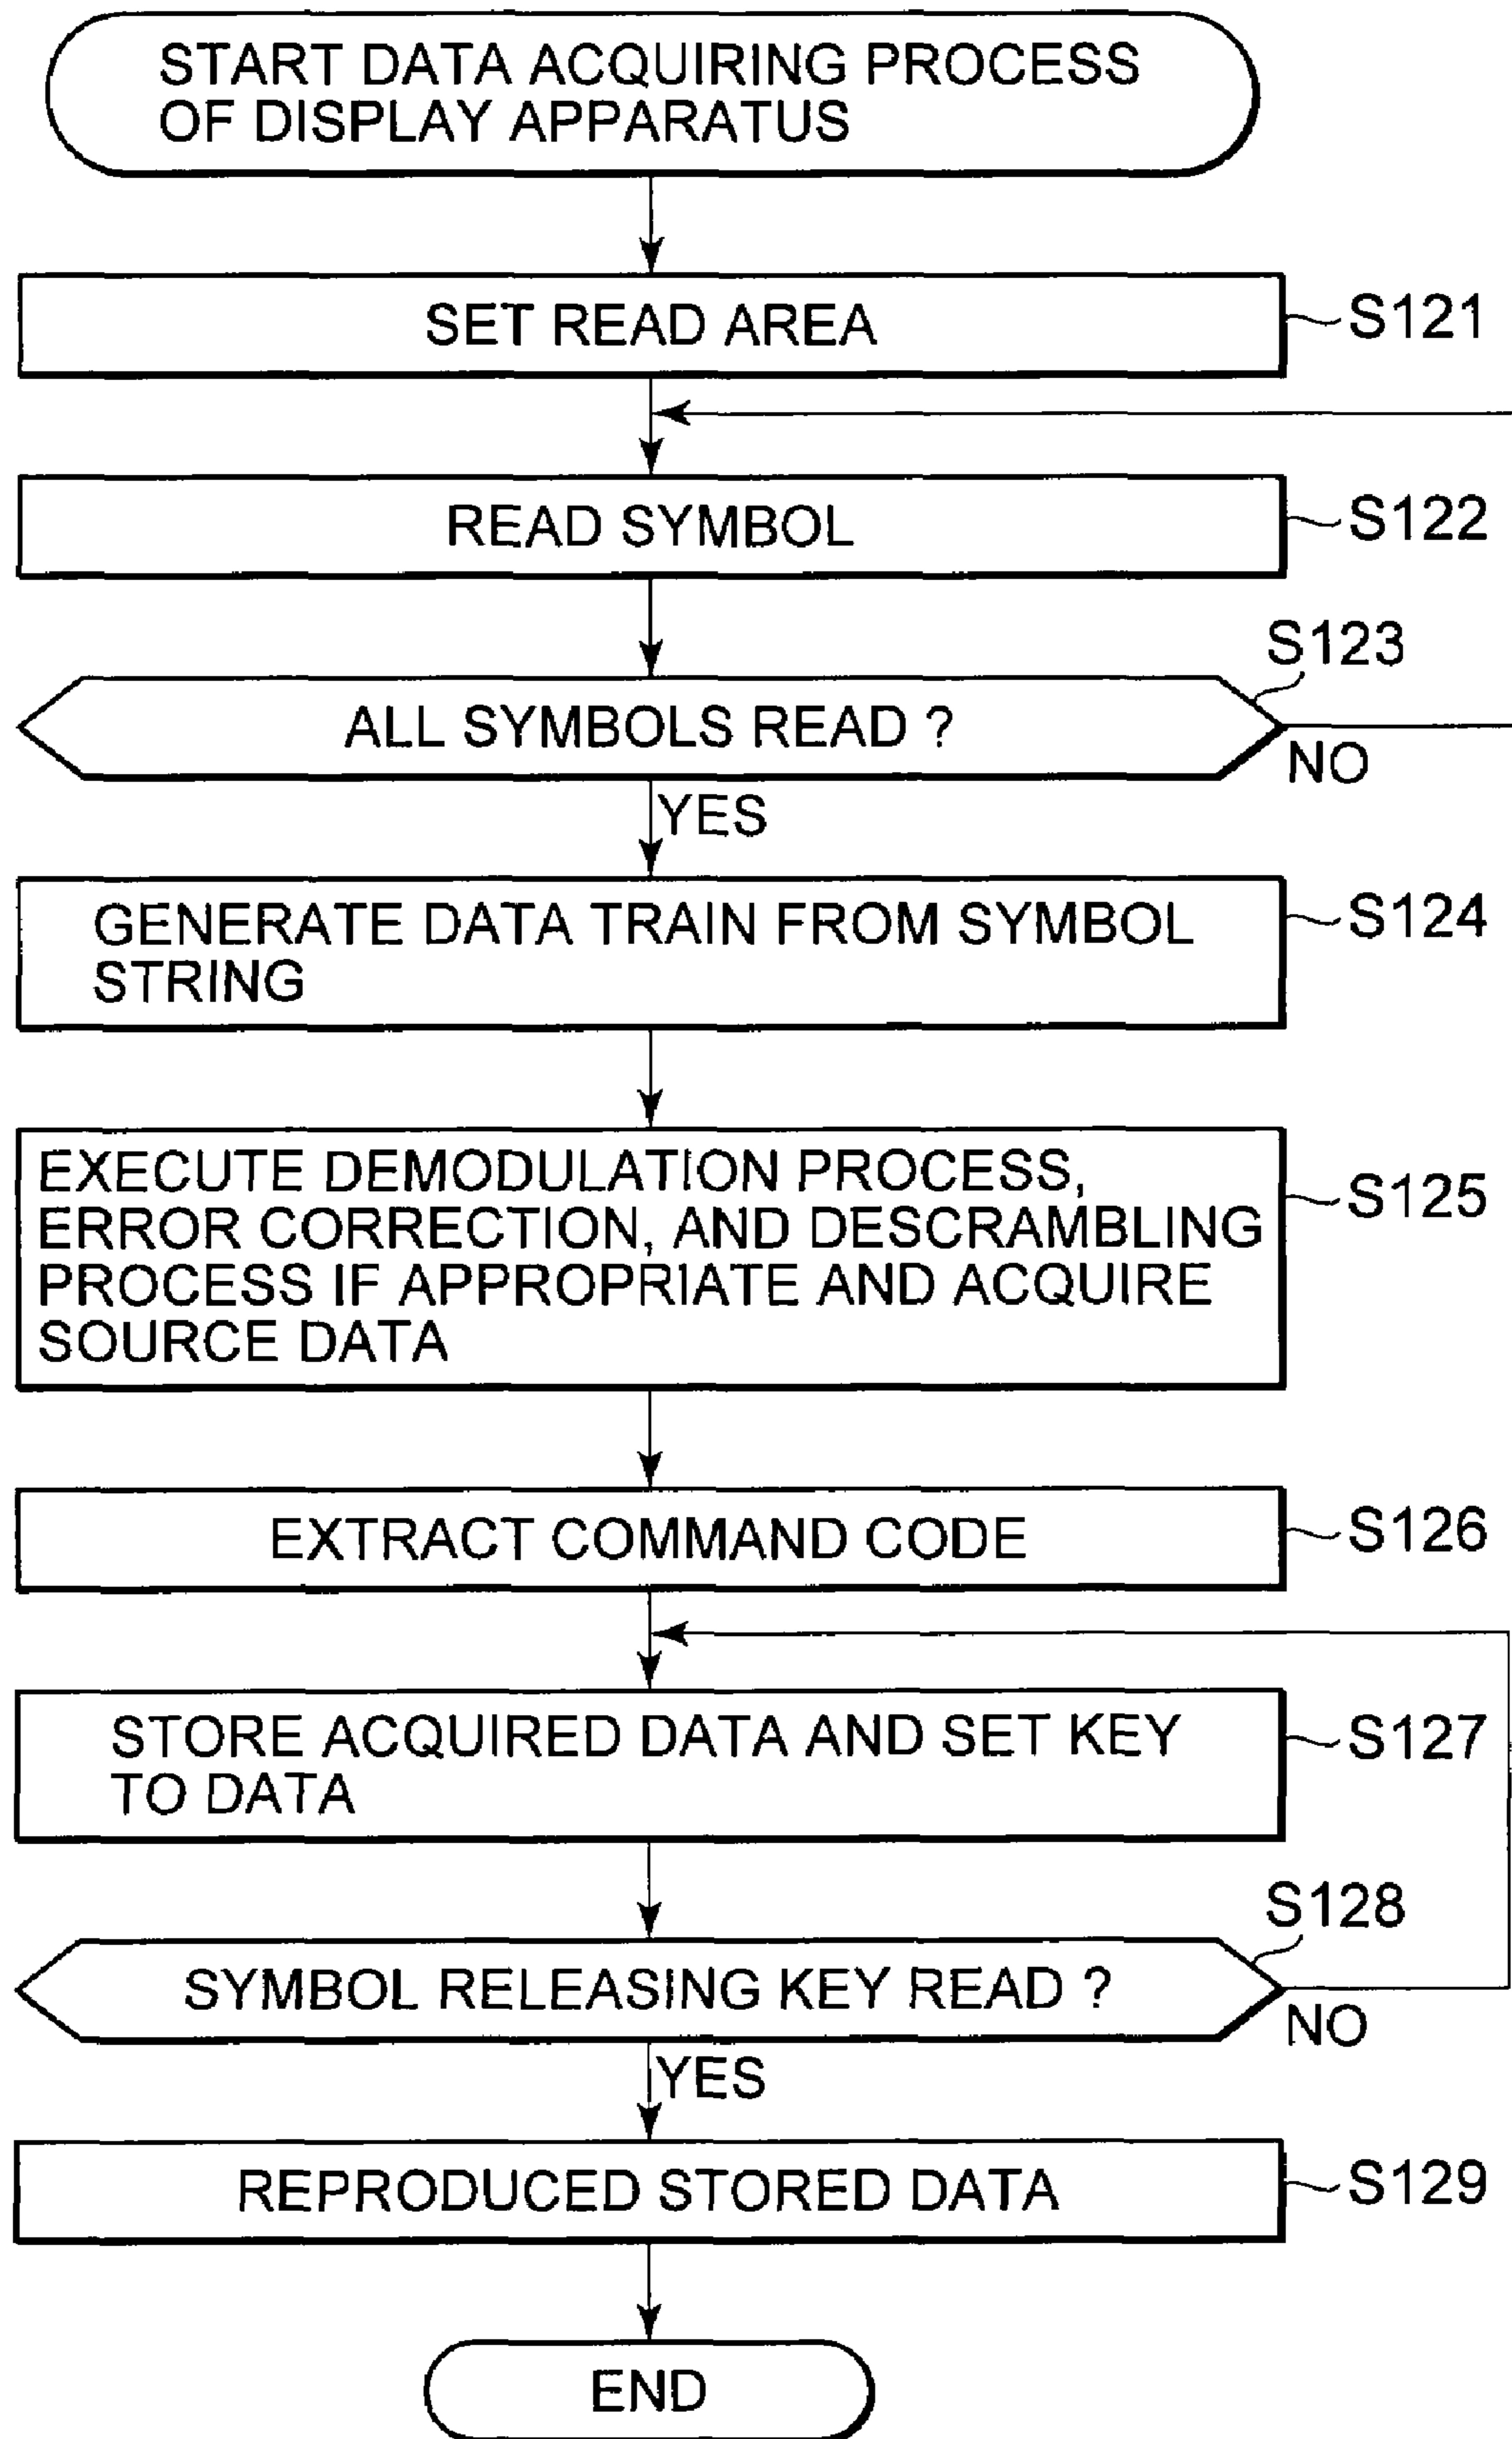 START DATA ACQUIRING PROCESS
OF DISPLAY APPARATUS
SET READ AREA
S121
READ SYMBOL
S122
S123
ALL SYMBOLS READ ?
NO
YES
GENERATE DATA TRAIN FROM SYMBOL
STRING
S124
EXECUTE DEMODULATION PROCESS,
ERROR CORRECTION, AND DESCRAMBLING
PROCESS IF APPROPRIATE AND ACQUIRE
SOURCE DATA
S125
EXTRACT COMMAND CODE
S126
STORE ACQUIRED DATA AND SET KEY
TO DATA
S127
S128
SYMBOL RELEASING KEY READ ?
NO
YES
REPRODUCED STORED DATA
S129
END